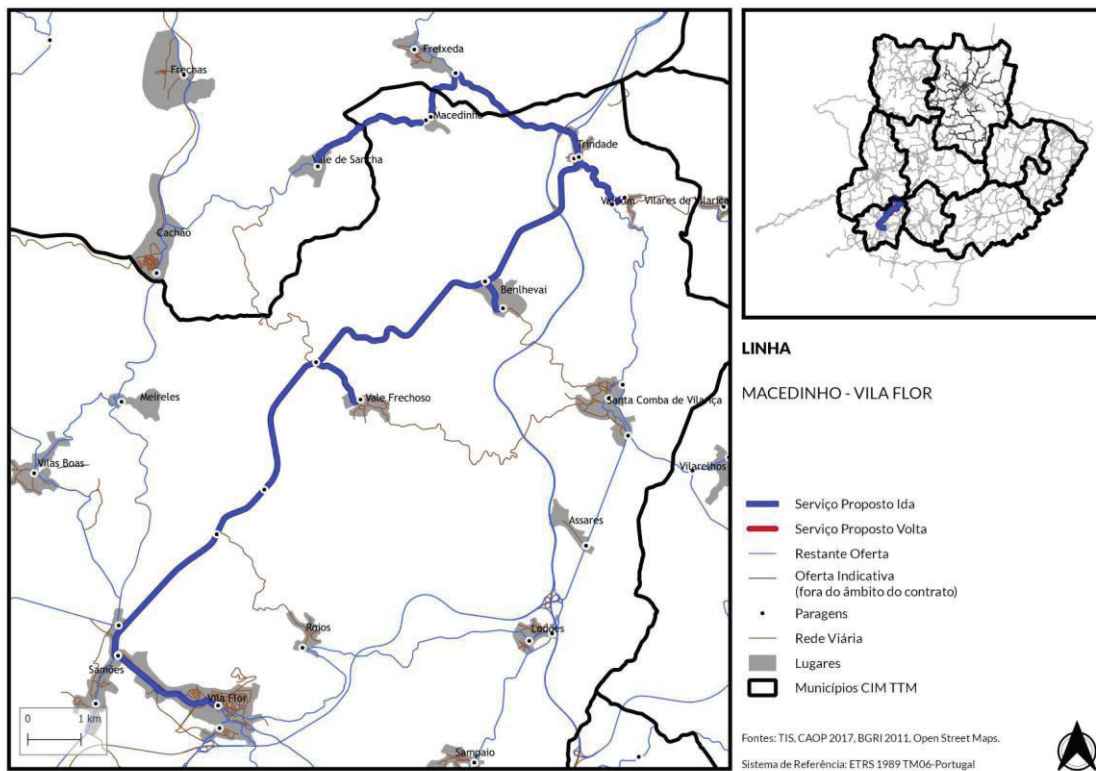 Freixeda
Frechas
Macedinho
Trindade
Vale de Sancha
Vilares de Vilariça
Cachão
Benlhevai
Meireles
Vale Frechoso
Santa Comba de Vilariça
Vilas Boas
Vilarelhos
Assares
Roios
Lodões
Samões
Vila Flor
Sampaio
0 1 km
LINHA
MACEDINHO - VILA FLOR
Serviço Proposto Ida
Serviço Proposto Volta
Restante Oferta
Oferta Indicativa
(fora do âmbito do contrato)
Paragens
Rede Viária
Lugares
Municípios CIM TTM
Fontes: TIS, CAOP 2017, BGRI 2011, Open Street Maps.
Sistema de Referência: ETRS 1989 TM06-Portugal